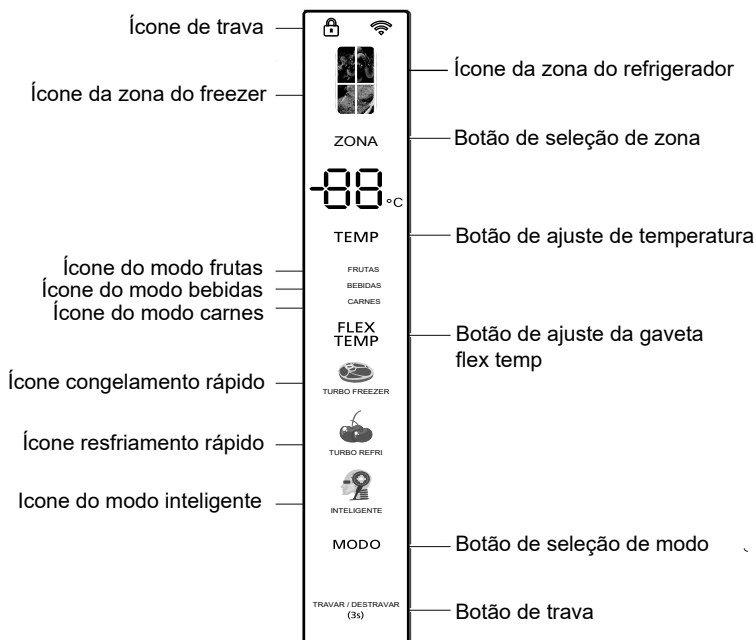 Ícone de trava
Ícone da zona do refrigerador
Ícone da zona do freezer
ZONA
Botão de seleção de zona
-88°C
TEMP
Botão de ajuste de temperatura
Ícone do modo frutas
FRUTAS
Ícone do modo bebidas
BEBIDAS
Ícone do modo carnes
CARNES
FLEX
TEMP
Botão de ajuste da gaveta
flex temp
Ícone congelamento rápido
TURBO FREEZER
Ícone resfriamento rápido
TURBO REFRI
Icone do modo inteligente
INTELIGENTE
MODO
Botão de seleção de modo
TRAVAR / DESTRAVAR
(3s)
Botão de trava